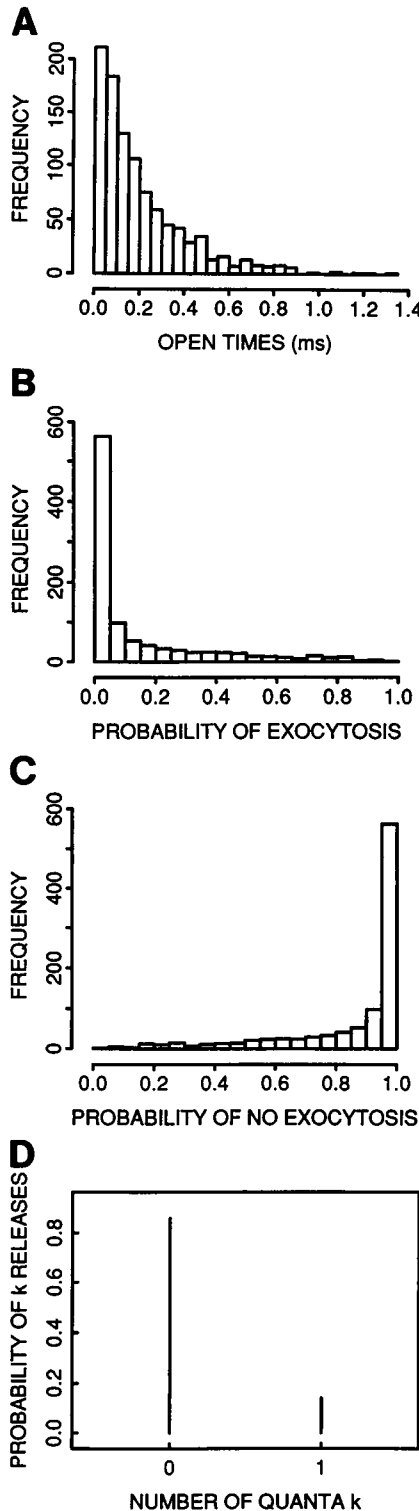 A
FREQUENCY
200
150
100
50
0
0.0 0.2 0.4 0.6 0.8 1.0 1.2 1.4
OPEN TIMES (ms)
B
FREQUENCY
600
400
200
0
0.0 0.2 0.4 0.6 0.8 1.0
PROBABILITY OF EXOCYTOSIS
C
FREQUENCY
600
400
200
0
0.0 0.2 0.4 0.6 0.8 1.0
PROBABILITY OF NO EXOCYTOSIS
D
PROBABILITY OF k RELEASES
0.8
0.6
0.4
0.2
0.0
0 1
NUMBER OF QUANTA k